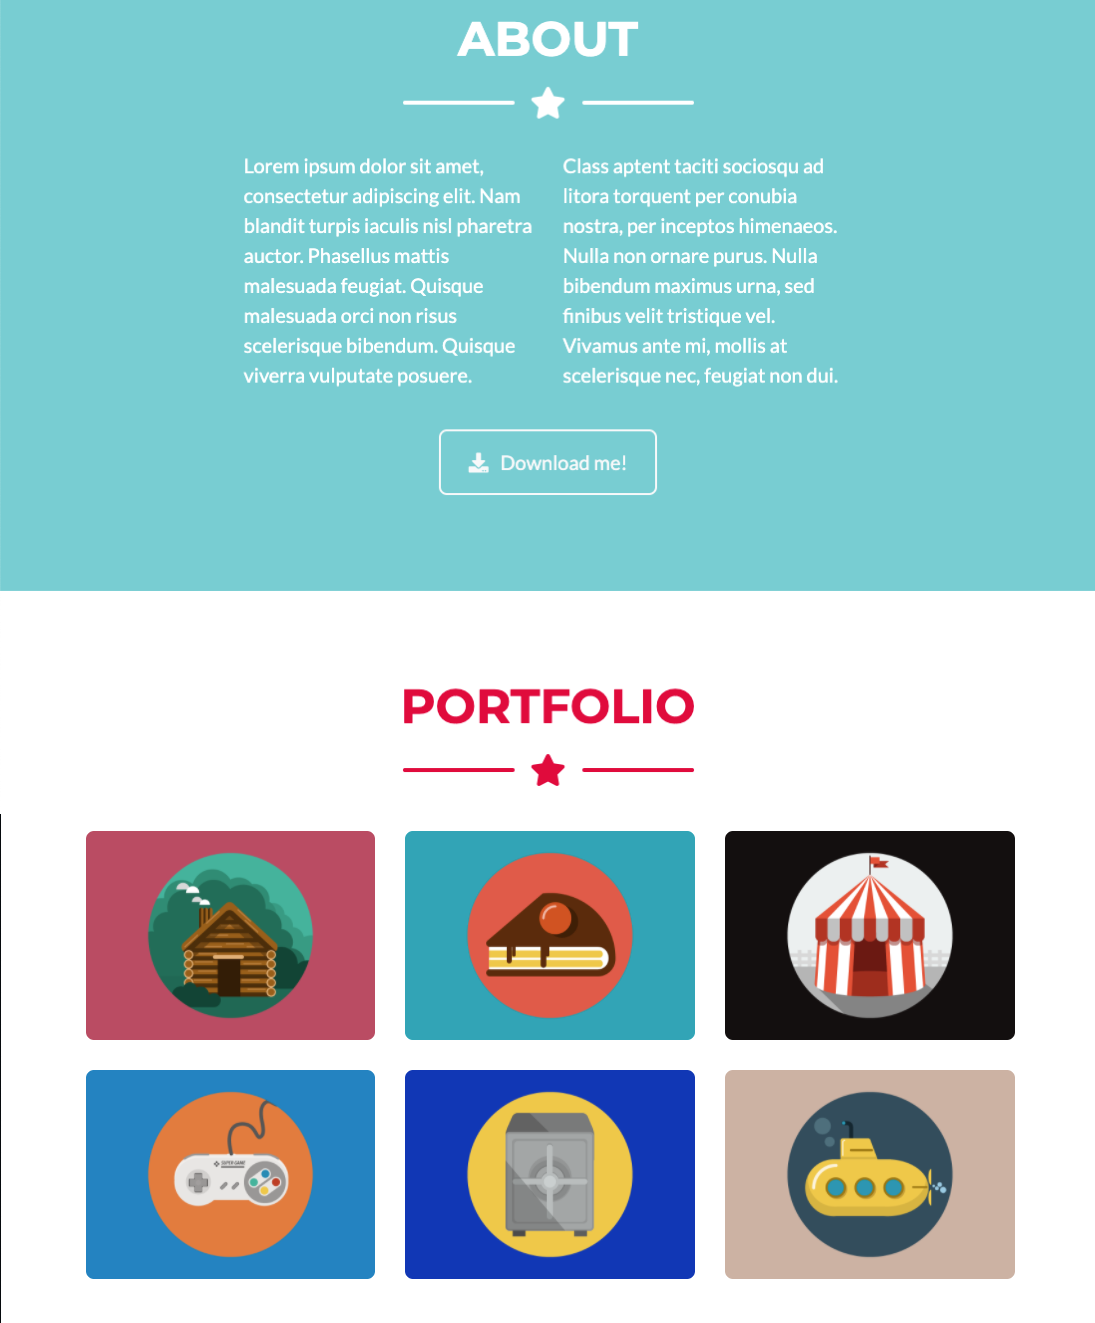 ABOUT
Lorem ipsum dolor sit amet,
consectetur adipiscing elit. Nam
blandit turpis iaculis nisl pharetra
auctor. Phasellus mattis
malesuada feugiat. Quisque
malesuada orci non risus
scelerisque bibendum. Quisque
viverra vulputate posuere.
Class aptent taciti sociosqu ad
litora torquent per conubia
nostra, per inceptos himenaeos.
Nulla non ornare purus. Nulla
bibendum maximus urna, sed
finibus velit tristique vel.
Vivamus ante mi, mollis at
scelerisque nec, feugiat non dui.
Download me!
PORTFOLIO
SUPER GAME